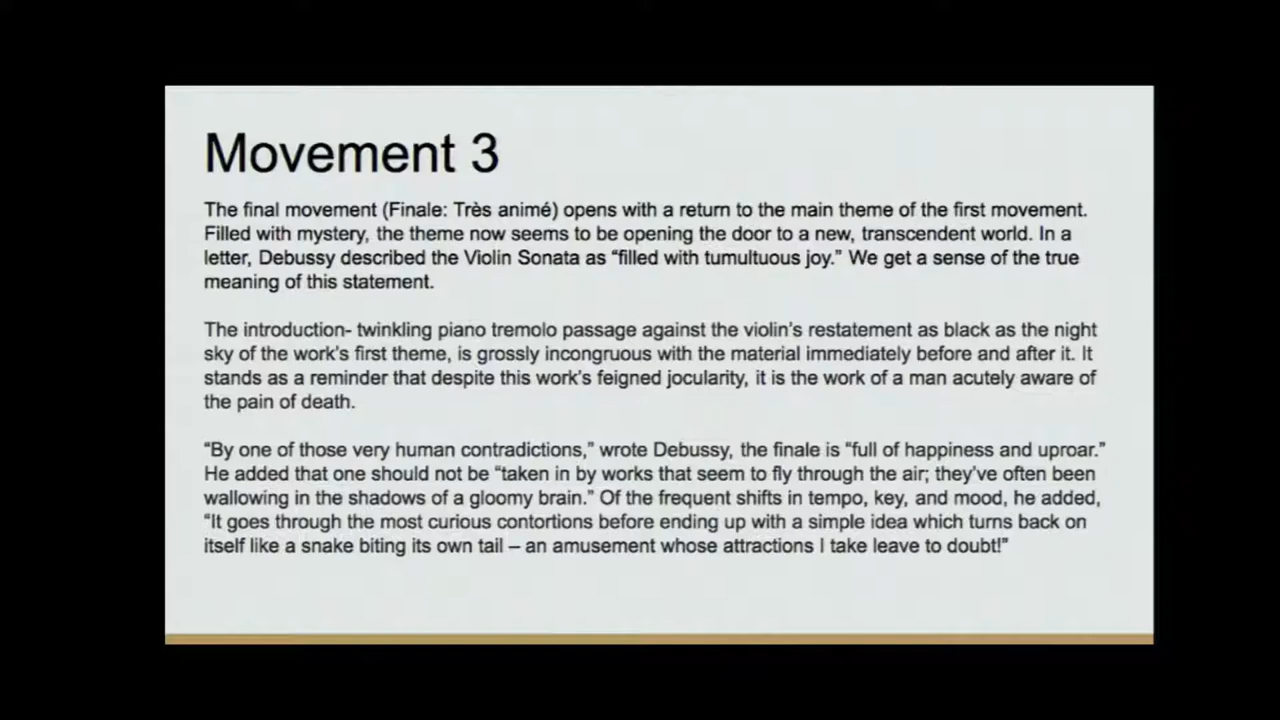 Movement 3
The final movement (Finale: Très animé) opens with a return to the main theme of the first movement.
Filled with mystery, the theme now seems to be opening the door to a new, transcendent world. In a
letter, Debussy described the Violin Sonata as “filled with tumultuous joy.” We get a sense of the true
meaning of this statement.
The introduction- twinkling piano tremolo passage against the violin’s restatement as black as the night
sky of the work’s first theme, is grossly incongruous with the material immediately before and after it. It
stands as a reminder that despite this work’s feigned jocularity, it is the work of a man acutely aware of
the pain of death.
“By one of those very human contradictions,” wrote Debussy, the finale is “full of happiness and uproar.”
He added that one should not be “taken in by works that seem to fly through the air; they’ve often been
wallowing in the shadows of a gloomy brain.” Of the frequent shifts in tempo, key, and mood, he added,
“It goes through the most curious contortions before ending up with a simple idea which turns back on
itself like a snake biting its own tail – an amusement whose attractions I take leave to doubt!”